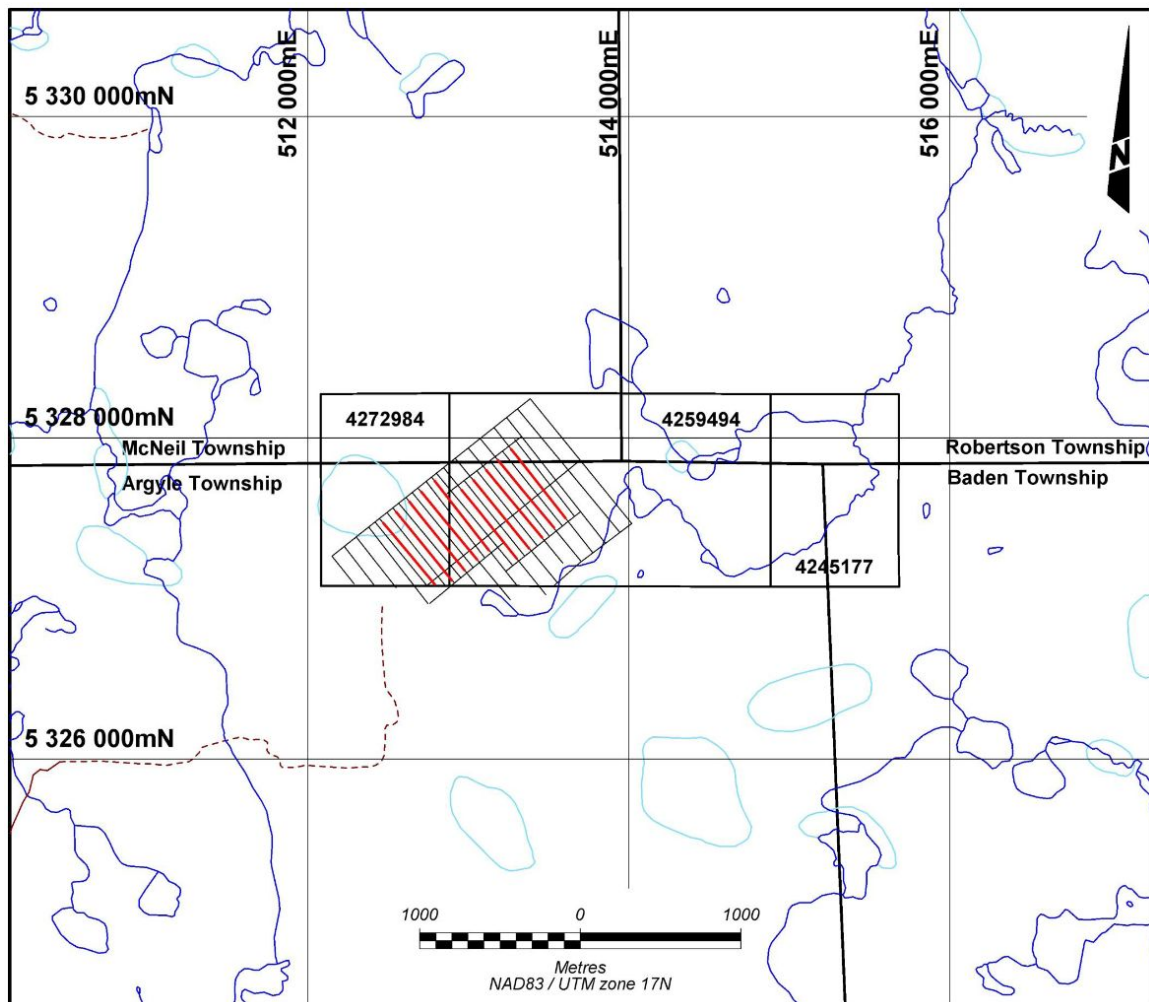 512 000mE
514 000mE
516 000mE
5 330 000mN
N
5 328 000mN
4272984
4259494
McNeil Township
Robertson Township
Argyle Township
Baden Township
4245177
5 326 000mN
1000
0
1000
Metres
NAD83 / UTM zone 17N